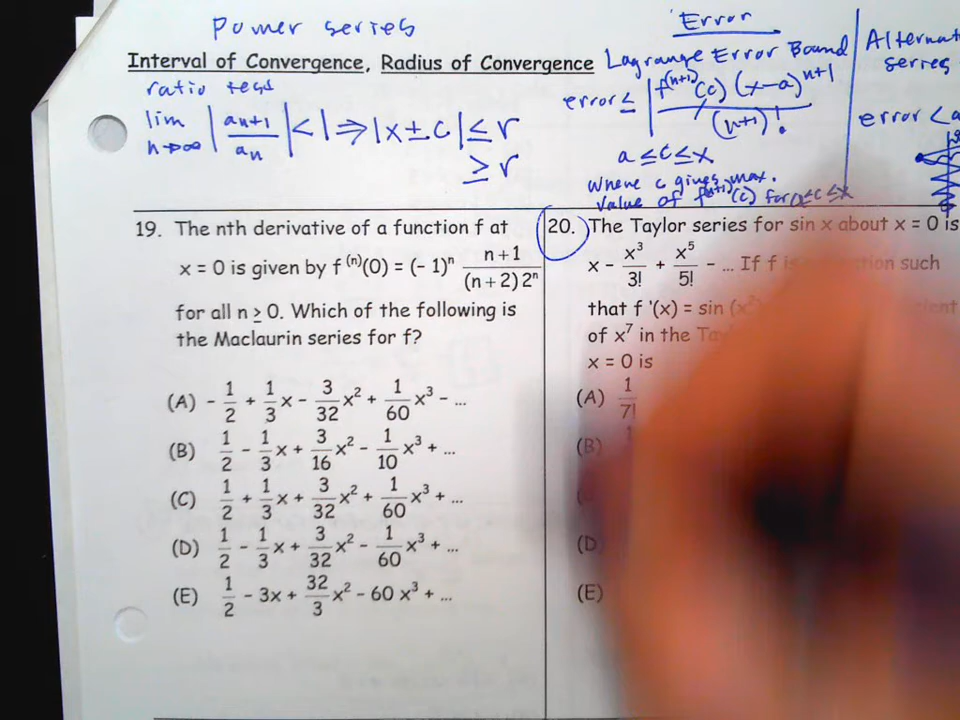 Power series
Interval of Convergence, Radius of Convergence
ratio test
lim n→∞ | an+1 / an | < 1 ⇒ |x ± c| ≤ r
≥ r
Error
Lagrange Error Bound
error ≤ | f^(n+1)(c) (x-a)^n+1 / (n+1)! |
a ≤ c ≤ x
where c gives max.
value of f^(n+1)(c) for a ≤ c ≤ x
series
error <
19. The nth derivative of a function f at
x = 0 is given by f^(n)(0) = (- 1)^n (n + 1)/((n + 2) 2^n)
for all n ≥ 0. Which of the following is
the Maclaurin series for f?
(A) - 1/2 + 1/3 x - 3/32 x² + 1/60 x³ - ...
(B) 1/2 - 1/3 x + 3/16 x² - 1/10 x³ + ...
(C) 1/2 + 1/3 x + 3/32 x² + 1/60 x³ + ...
(D) 1/2 - 1/3 x + 3/32 x² - 1/60 x³ + ...
(E) 1/2 - 3x + 32/3 x² - 60 x³ + ...
20. The Taylor series for sin x about x = 0 is
x - x³/3! + x⁵/5! - ... If f such
that f '(x) = sin
of x⁷ in the
x = 0 is
(A) 1/7!
(B)
(D
(E)